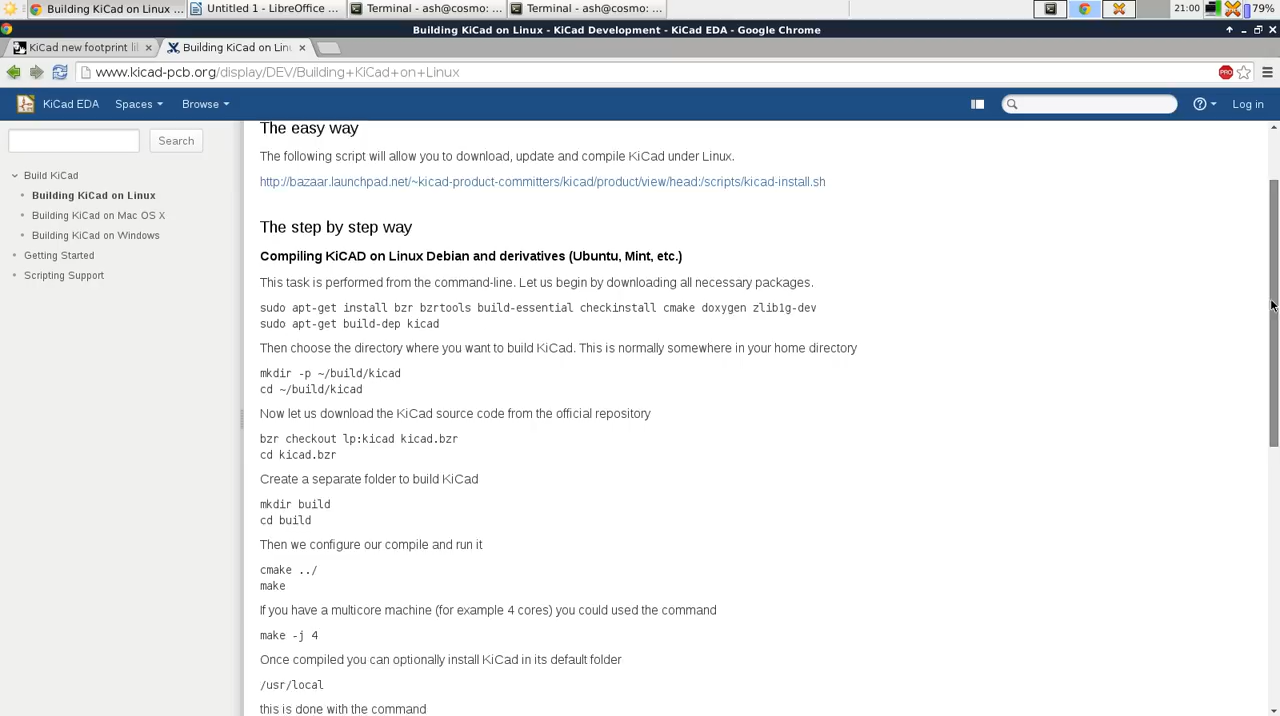 Building KiCad on Linux ...
Untitled 1 - LibreOffice ...
Terminal - ash@cosmo: ...
Terminal - ash@cosmo: ...
21:00
79%
Building KiCad on Linux - KiCad Development - KiCad EDA - Google Chrome
KiCad new footprint li
Building KiCad on Linu
www.kicad-pcb.org/display/DEV/Building+KiCad+on+Linux
PRO
KiCad EDA
Spaces
Browse
Log in
Search
Build KiCad
Building KiCad on Linux
Building KiCad on Mac OS X
Building KiCad on Windows
Getting Started
Scripting Support
The easy way
The following script will allow you to download, update and compile KiCad under Linux.
http://bazaar.launchpad.net/~kicad-product-committers/kicad/product/view/head:/scripts/kicad-install.sh
The step by step way
Compiling KiCAD on Linux Debian and derivatives (Ubuntu, Mint, etc.)
This task is performed from the command-line. Let us begin by downloading all necessary packages.
sudo apt-get install bzr bzrtools build-essential checkinstall cmake doxygen zlib1g-dev
sudo apt-get build-dep kicad
Then choose the directory where you want to build KiCad. This is normally somewhere in your home directory
mkdir -p ~/build/kicad
cd ~/build/kicad
Now let us download the KiCad source code from the official repository
bzr checkout lp:kicad kicad.bzr
cd kicad.bzr
Create a separate folder to build KiCad
mkdir build
cd build
Then we configure our compile and run it
cmake ../
make
If you have a multicore machine (for example 4 cores) you could used the command
make -j 4
Once compiled you can optionally install KiCad in its default folder
/usr/local
this is done with the command